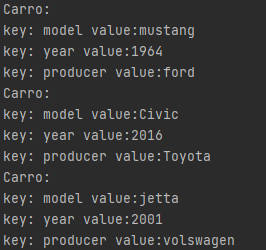 Carro:
key: model value:mustang
key: year value:1964
key: producer value:ford
Carro:
key: model value:Civic
key: year value:2016
key: producer value:Toyota
Carro:
key: model value:jetta
key: year value:2001
key: producer value:volswagen